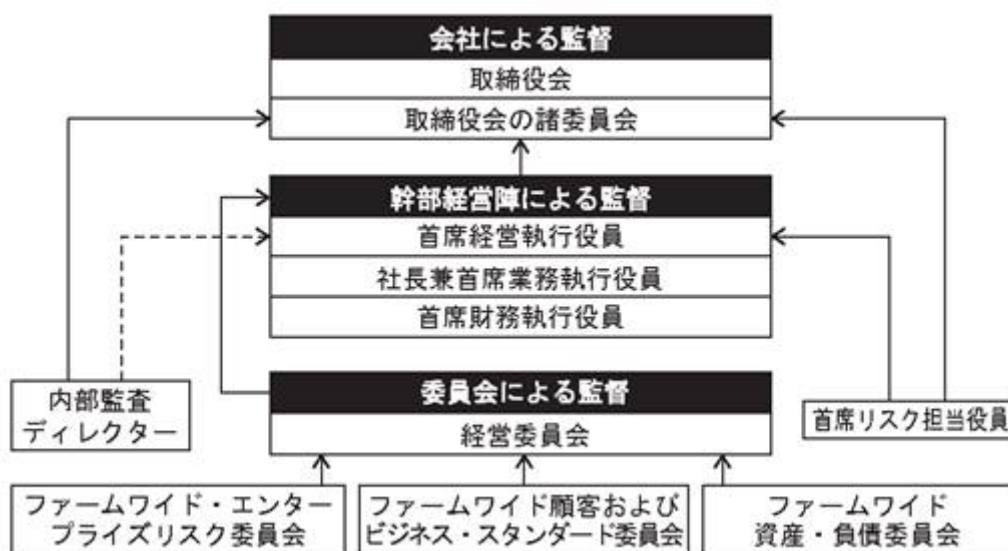 会社による監督
取締役会
取締役会の諸委員会
幹部経営陣による監督
首席経営執行役員
社長兼首席業務執行役員
首席財務執行役員
内部監査
ディレクター
委員会による監督
経営委員会
首席リスク担当役員
ファームワイド・エンター
プライズリスク委員会
ファームワイド顧客および
ビジネス・スタンダード委員会
ファームワイド
資産・負債委員会